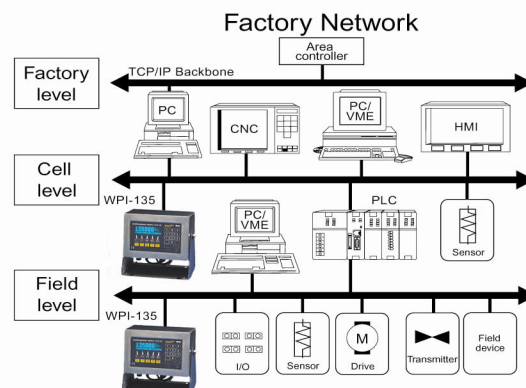 Factory Network
Area
controller
Factory
level
TCP/IP Backbone
PC
CNC
PC/
VME
HMI
Cell
level
WPI-135
PC/
VME
PLC
Sensor
Field
level
WPI-135
I/O
Sensor
M
Drive
Transmitter
Field
device